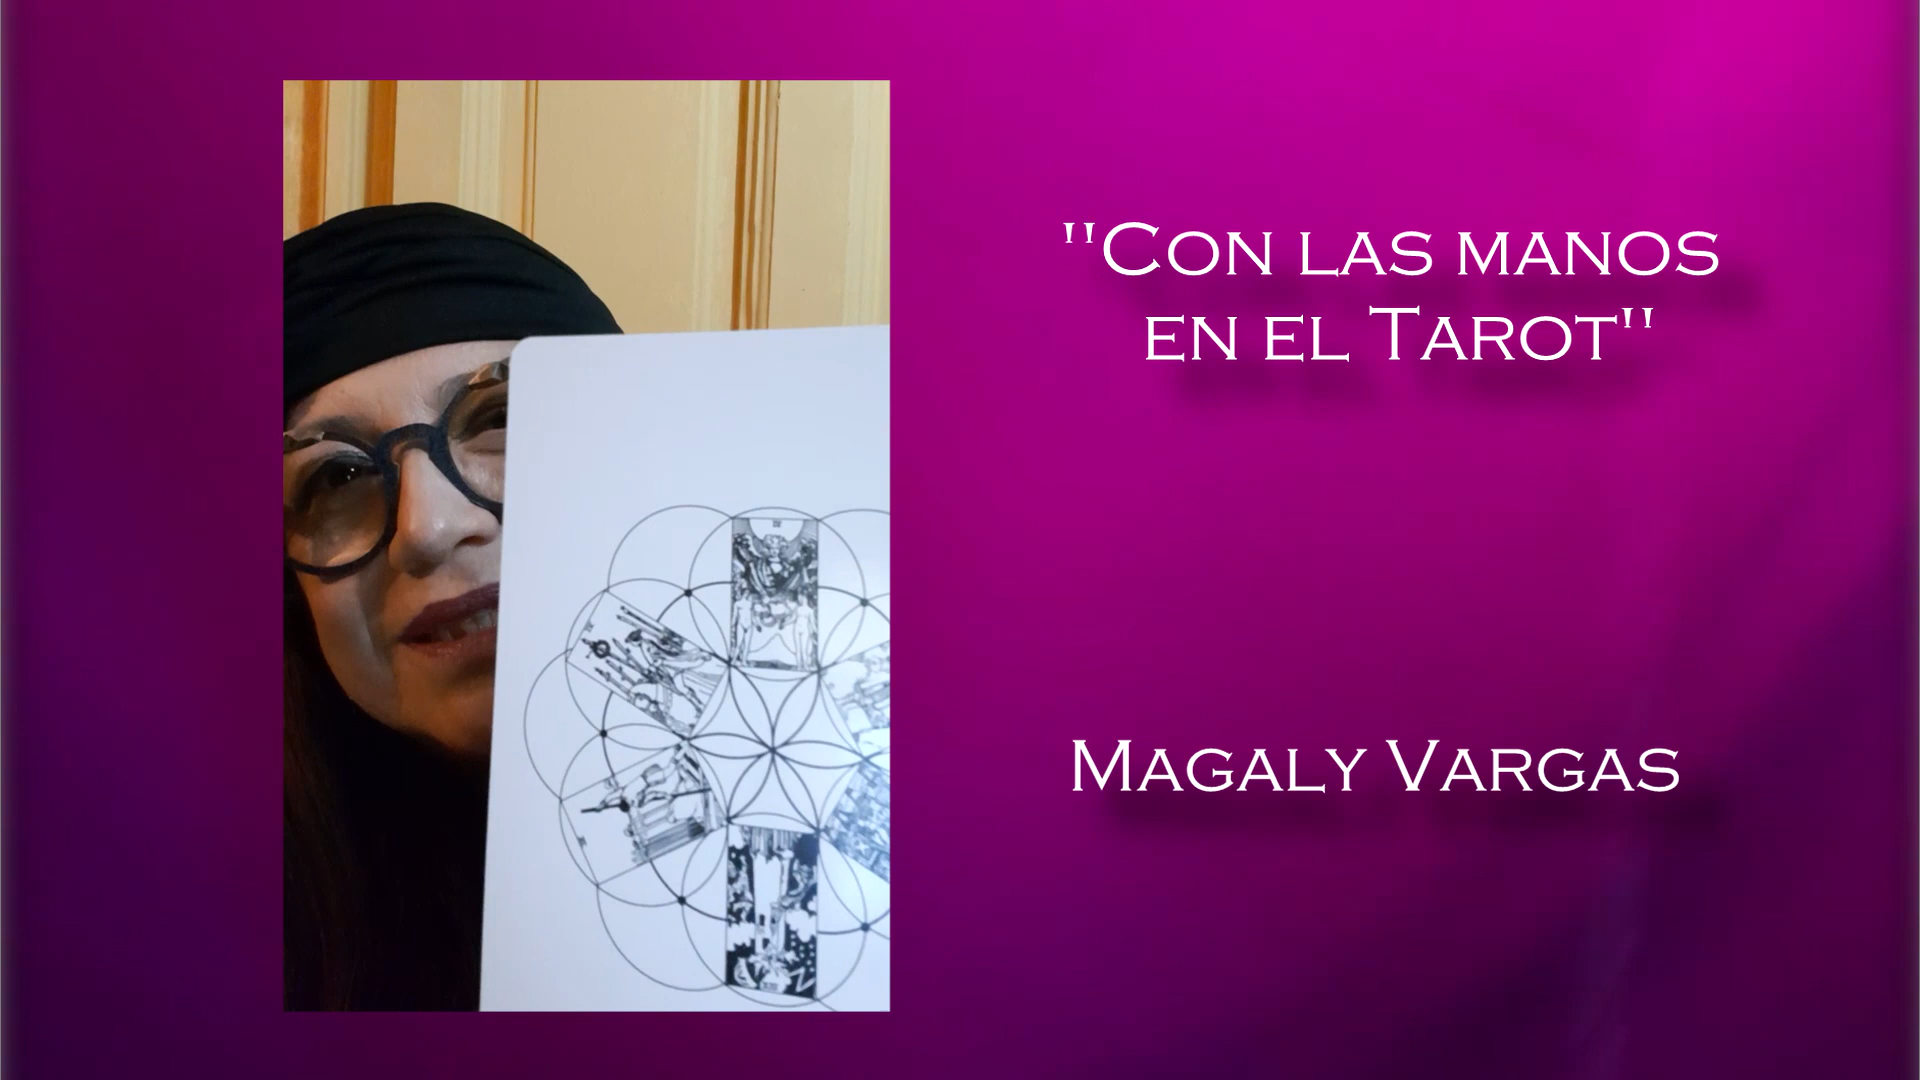 "Con las manos
en el Tarot"
Magaly Vargas